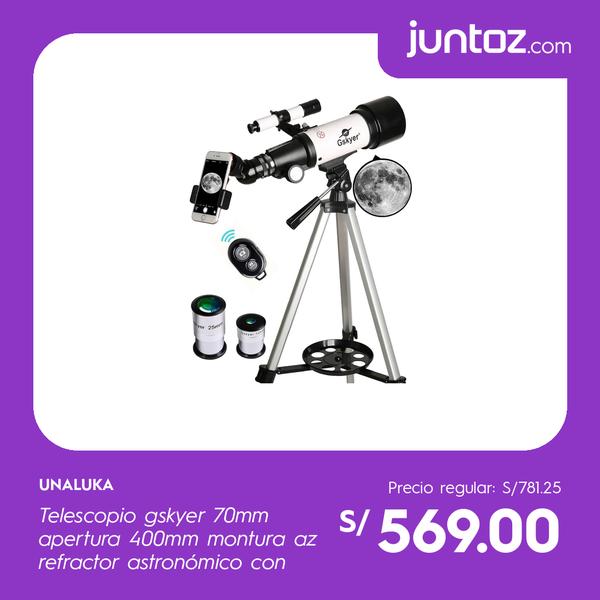 juntoz.com
Gskyer
25mm
UNALUKA
Telescopio gskyer 70mm
apertura 400mm montura az
refractor astronómico con
Precio regular: S/781.25
S/ 569.00